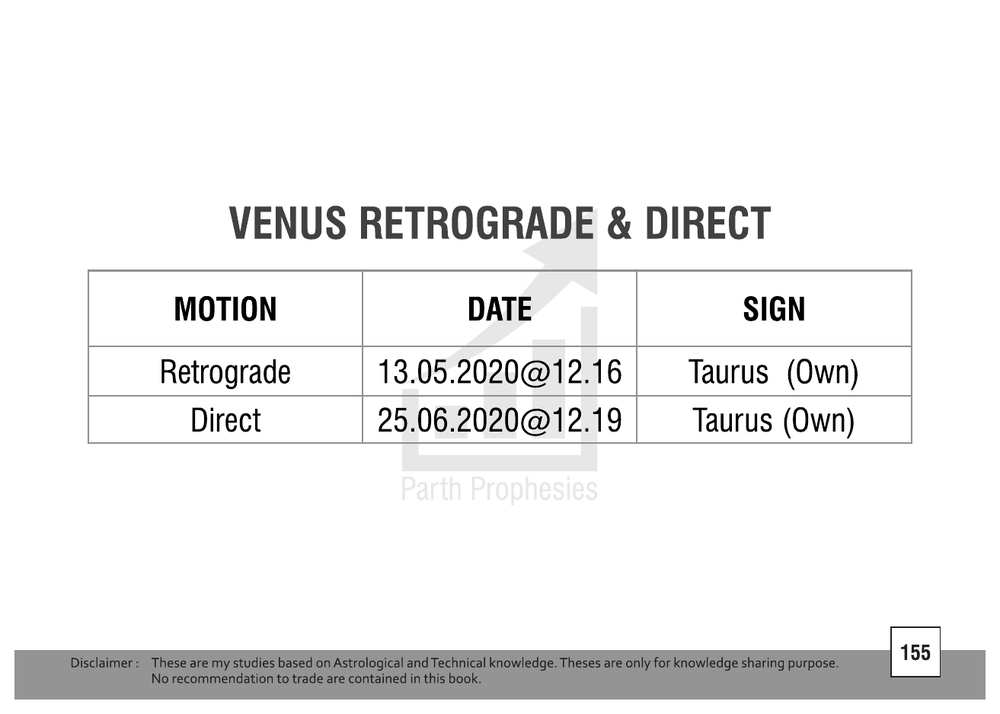 VENUS RETROGRADE & DIRECT
MOTION DATE SIGN
Retrograde 13.05.2020@12.16 Taurus (Own)
Direct 25.06.2020@12.19 Taurus (Own)
Parth Prophesies
155
Disclaimer : These are my studies based on Astrological and Technical knowledge. Theses are only for knowledge sharing purpose.
No recommendation to trade are contained in this book.